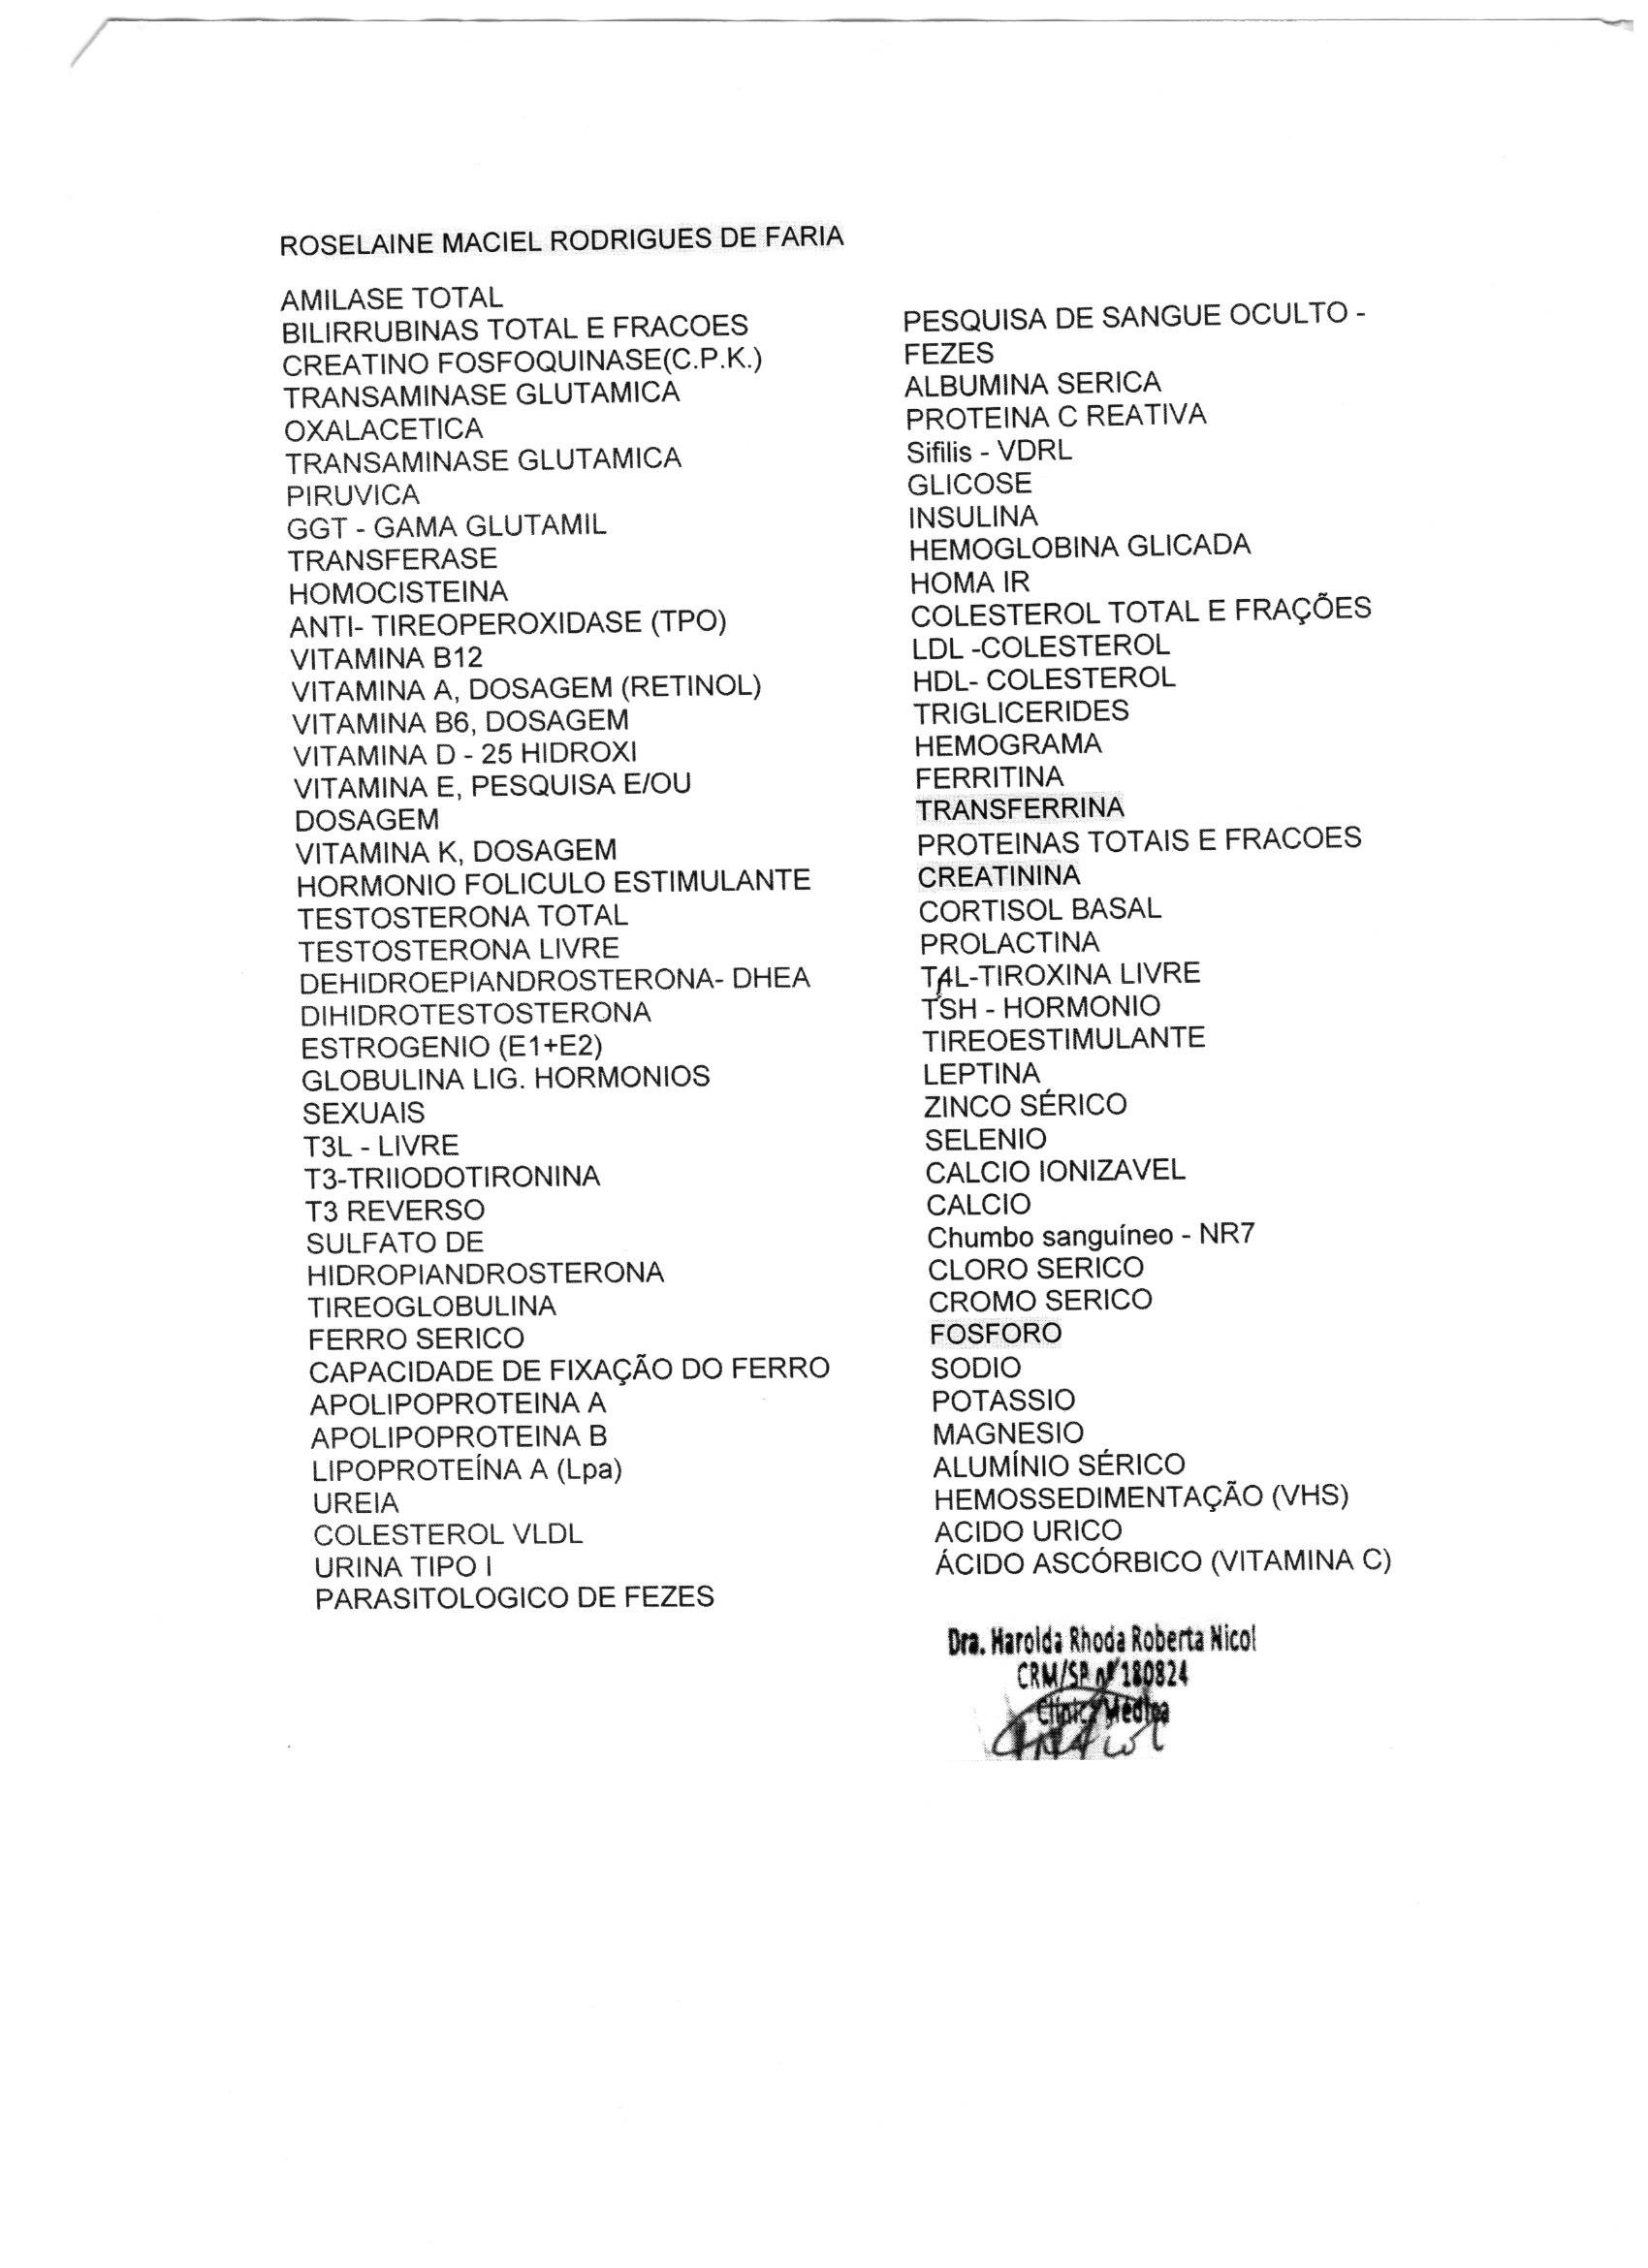 ROSELAINE MACIEL RODRIGUES DE FARIA
AMILASE TOTAL
BILIRRUBINAS TOTAL E FRACOES
CREATINO FOSFOQUINASE(C.P.K.)
TRANSAMINASE GLUTAMICA
OXALACETICA
TRANSAMINASE GLUTAMICA
PIRUVICA
GGT - GAMA GLUTAMIL
TRANSFERASE
HOMOCISTEINA
ANTI- TIREOPEROXIDASE (TPO)
VITAMINA B12
VITAMINA A, DOSAGEM (RETINOL)
VITAMINA B6, DOSAGEM
VITAMINA D - 25 HIDROXI
VITAMINA E, PESQUISA E/OU
DOSAGEM
VITAMINA K, DOSAGEM
HORMONIO FOLICULO ESTIMULANTE
TESTOSTERONA TOTAL
TESTOSTERONA LIVRE
DEHIDROEPIANDROSTERONA- DHEA
DIHIDROTESTOSTERONA
ESTROGENIO (E1+E2)
GLOBULINA LIG. HORMONIOS
SEXUAIS
T3L - LIVRE
T3-TRIIODOTIRONINA
T3 REVERSO
SULFATO DE
HIDROPIANDROSTERONA
TIREOGLOBULINA
FERRO SERICO
CAPACIDADE DE FIXAÇÃO DO FERRO
APOLIPOPROTEINA A
APOLIPOPROTEINA B
LIPOPROTEÍNA A (Lpa)
UREIA
COLESTEROL VLDL
URINA TIPO I
PARASITOLOGICO DE FEZES
PESQUISA DE SANGUE OCULTO -
FEZES
ALBUMINA SERICA
PROTEINA C REATIVA
Sifilis - VDRL
GLICOSE
INSULINA
HEMOGLOBINA GLICADA
HOMA IR
COLESTEROL TOTAL E FRAÇÕES
LDL -COLESTEROL
HDL- COLESTEROL
TRIGLICERIDES
HEMOGRAMA
FERRITINA
TRANSFERRINA
PROTEINAS TOTAIS E FRACOES
CREATININA
CORTISOL BASAL
PROLACTINA
T4L-TIROXINA LIVRE
TSH - HORMONIO
TIREOESTIMULANTE
LEPTINA
ZINCO SÉRICO
SELENIO
CALCIO IONIZAVEL
CALCIO
Chumbo sanguíneo - NR7
CLORO SERICO
CROMO SERICO
FOSFORO
SODIO
POTASSIO
MAGNESIO
ALUMÍNIO SÉRICO
HEMOSSEDIMENTAÇÃO (VHS)
ACIDO URICO
ÁCIDO ASCÓRBICO (VITAMINA C)
Dra. Harolda Rhoda Roberta Nicol
CRM/SP nº 180824
Clínica Médica